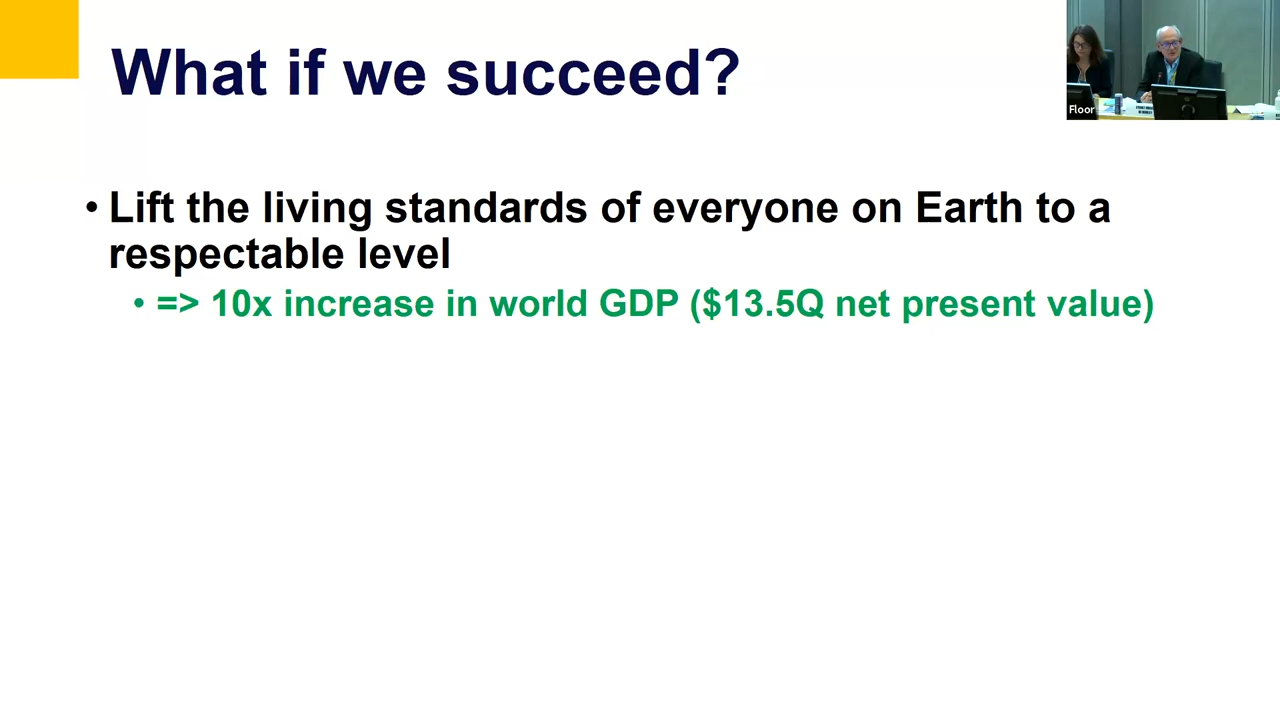 What if we succeed?
Floor
• Lift the living standards of everyone on Earth to a
respectable level
• => 10x increase in world GDP ($13.5Q net present value)